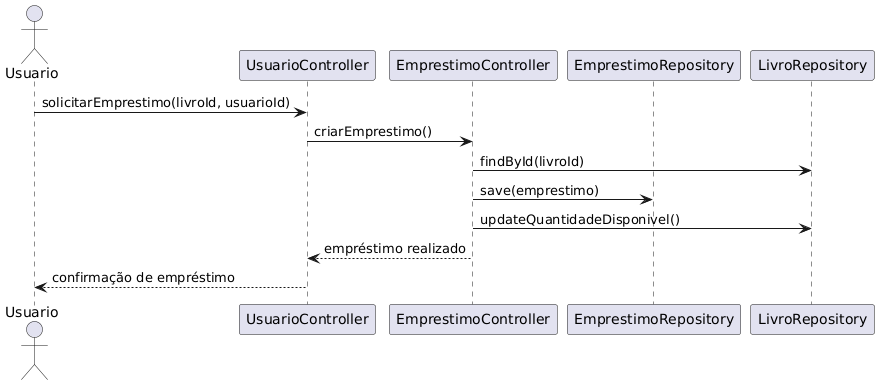 Usuario
UsuarioController
EmprestimoController
EmprestimoRepository
LivroRepository
solicitarEmprestimo(livroId, usuarioId)
criarEmprestimo()
findById(livroId)
save(emprestimo)
updateQuantidadeDisponivel()
empréstimo realizado
confirmação de empréstimo
Usuario
UsuarioController
EmprestimoController
EmprestimoRepository
LivroRepository